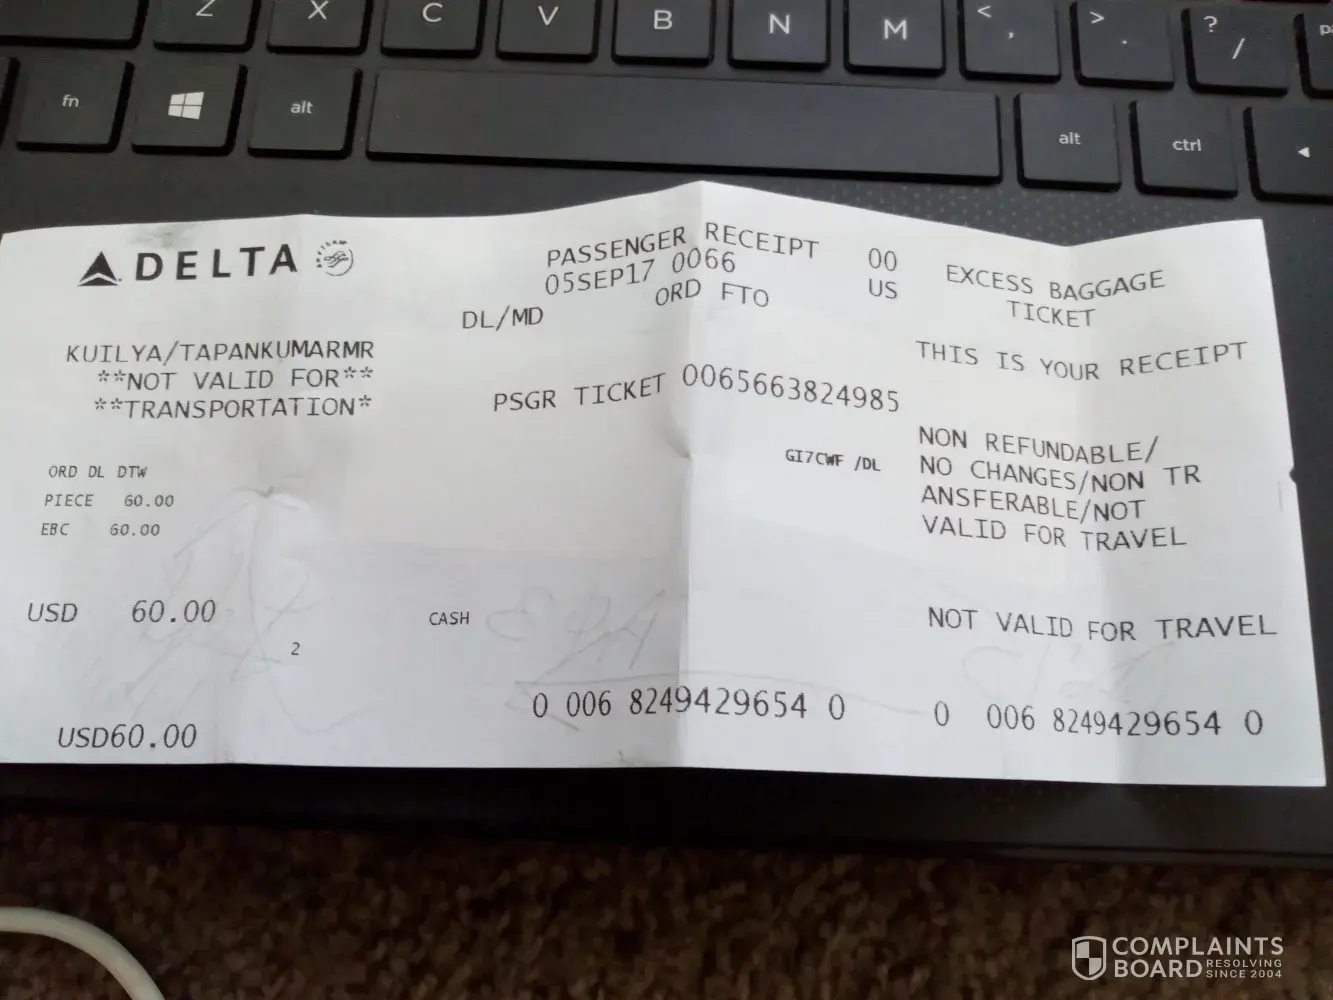 Z X C V B N M < , > . ? /
fn alt alt ctrl
DELTA
PASSENGER RECEIPT 00
05SEP17 0066 US
DL/MD ORD FTO
EXCESS BAGGAGE
TICKET
KUILYA/TAPANKUMARMR
**NOT VALID FOR**
**TRANSPORTATION*
PSGR TICKET 0065663824985
THIS IS YOUR RECEIPT
ORD DL DTW
PIECE 60.00
EBC 60.00
GI7CWF /DL
NON REFUNDABLE/
NO CHANGES/NON TR
ANSFERABLE/NOT
VALID FOR TRAVEL
USD 60.00
2
CASH
NOT VALID FOR TRAVEL
0 006 8249429654 0
0 006 8249429654 0
USD60.00
COMPLAINTS
BOARD RESOLVING
SINCE 2004